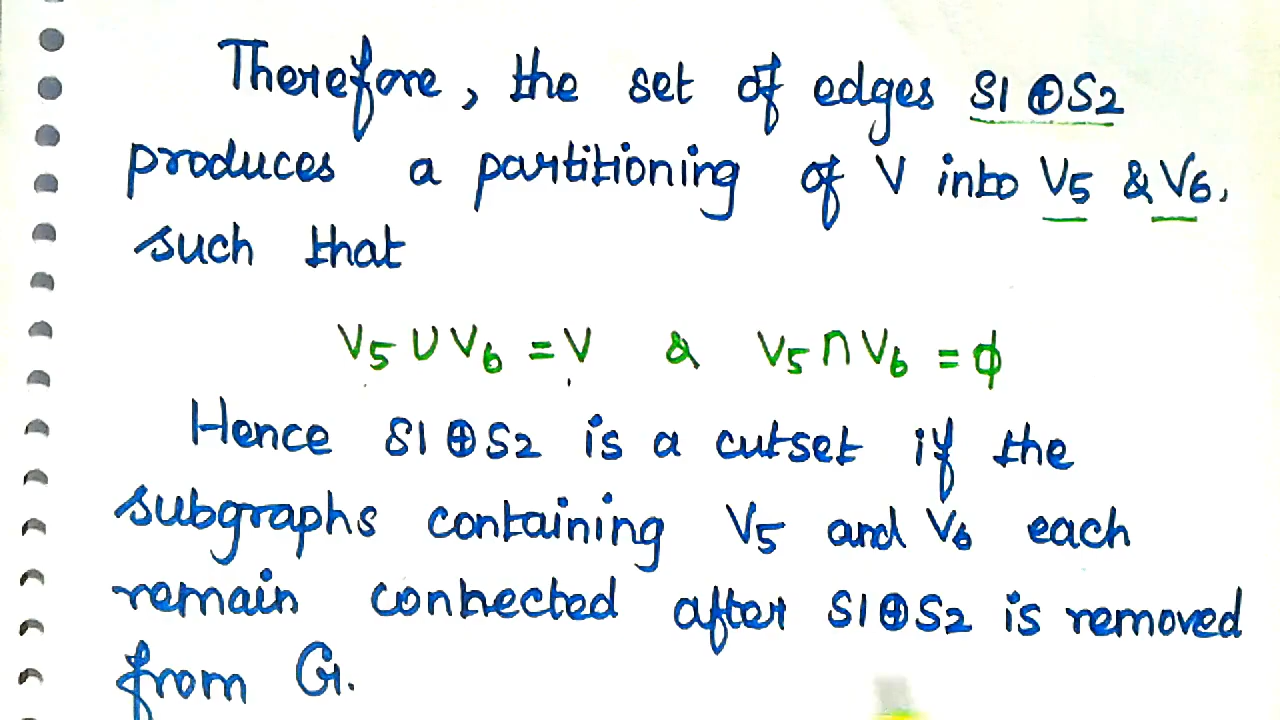 Therefore, the set of edges S1 ⊕ S2
produces a partitioning of V into V5 & V6,
such that
V5 ∪ V6 = V & V5 ∩ V6 = ϕ
Hence S1 ⊕ S2 is a cutset if the
subgraphs containing V5 and V6 each
remain connected after S1 ⊕ S2 is removed
from G.